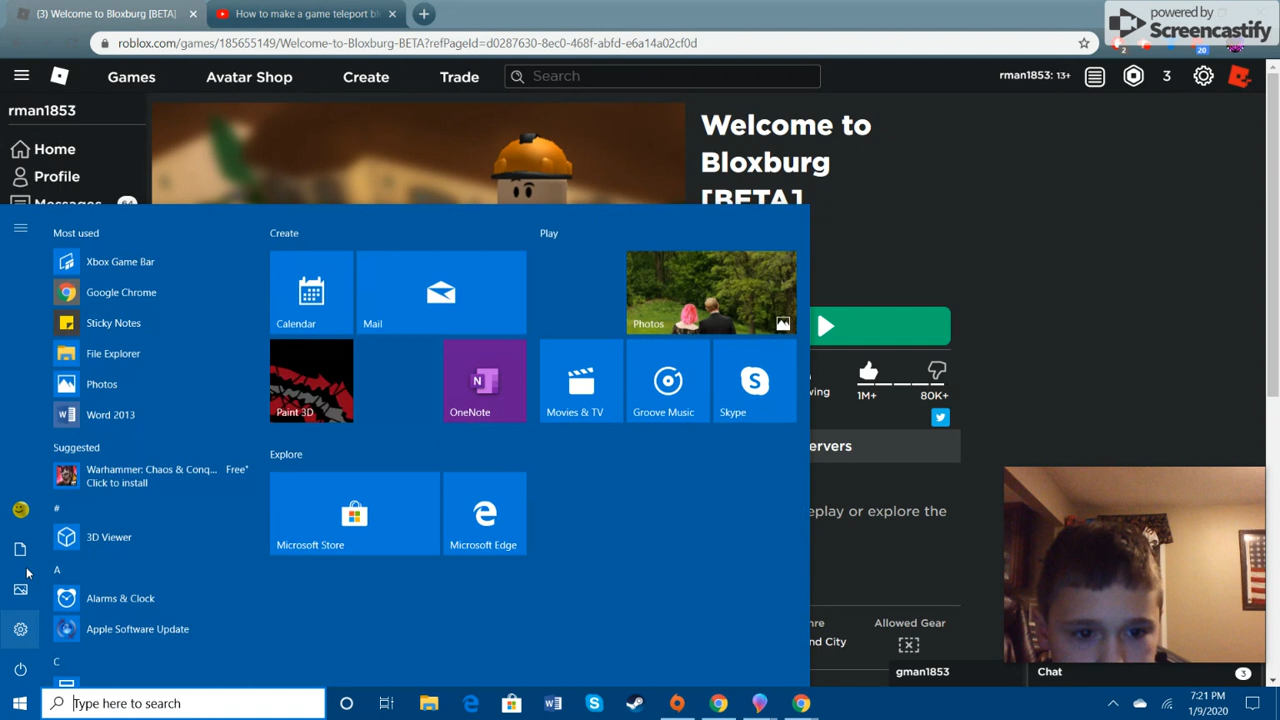 (3) Welcome to Bloxburg [BETA]
How to make a game teleport bl
powered by
Screencastify
roblox.com/games/185655149/Welcome-to-Bloxburg-BETA?refPageId=d0287630-8ec0-468f-abfd-e6a14a02cf0d
2
20
Games
Avatar Shop
Create
Trade
Search
rman1853: 13+
3
rman1853
Home
Profile
Messages
Welcome to
Bloxburg
[BETA]
Most used
Xbox Game Bar
Google Chrome
Sticky Notes
File Explorer
Photos
Word 2013
Suggested
Warhammer: Chaos & Conq... Free*
Click to install
#
3D Viewer
A
Alarms & Clock
Apple Software Update
C
Create
Calendar
Mail
Paint 3D
OneNote
Explore
Microsoft Store
Microsoft Edge
Play
Photos
Movies & TV
Groove Music
Skype
ving
1M+
80K+
ervers
eplay or explore the
nre
Allowed Gear
nd City
gman1853
Chat
3
Type here to search
7:21 PM
1/9/2020